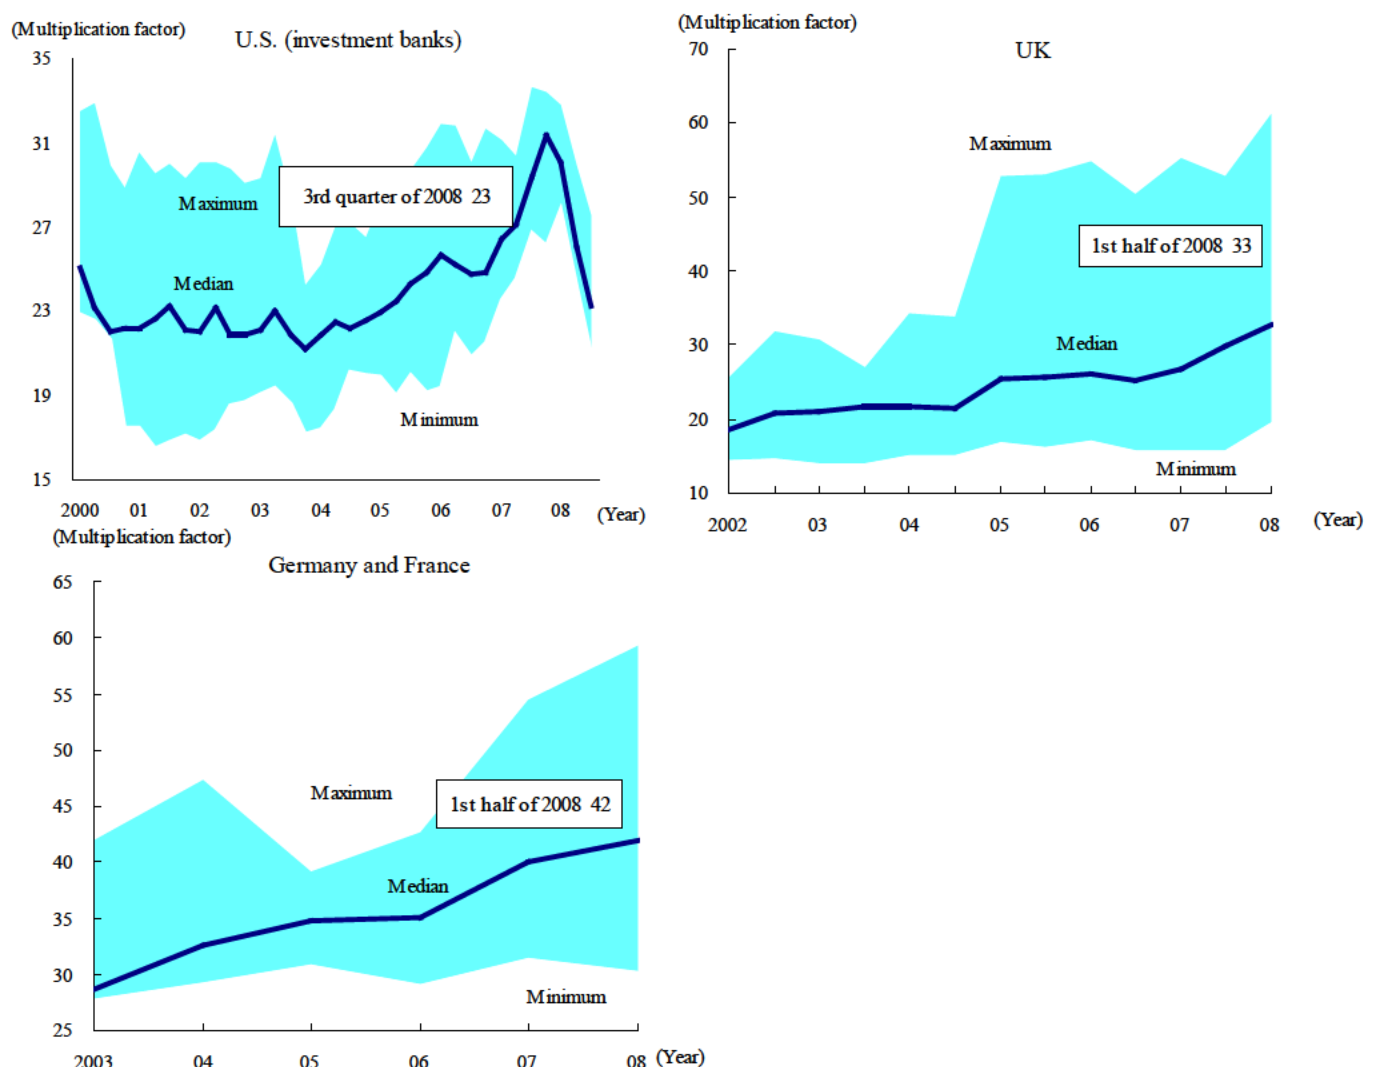 (Multiplication factor)
U.S. (investment banks)
35
31
27
23
19
15
Maximum
3rd quarter of 2008 23
Median
Minimum
2000 01 02 03 04 05 06 07 08 (Year)
(Multiplication factor)
UK
70
60
50
40
30
20
10
Maximum
1st half of 2008 33
Median
Minimum
2002 03 04 05 06 07 08 (Year)
(Multiplication factor)
Germany and France
65
60
55
50
45
40
35
30
25
Maximum
1st half of 2008 42
Median
Minimum
2003 04 05 06 07 08 (Year)